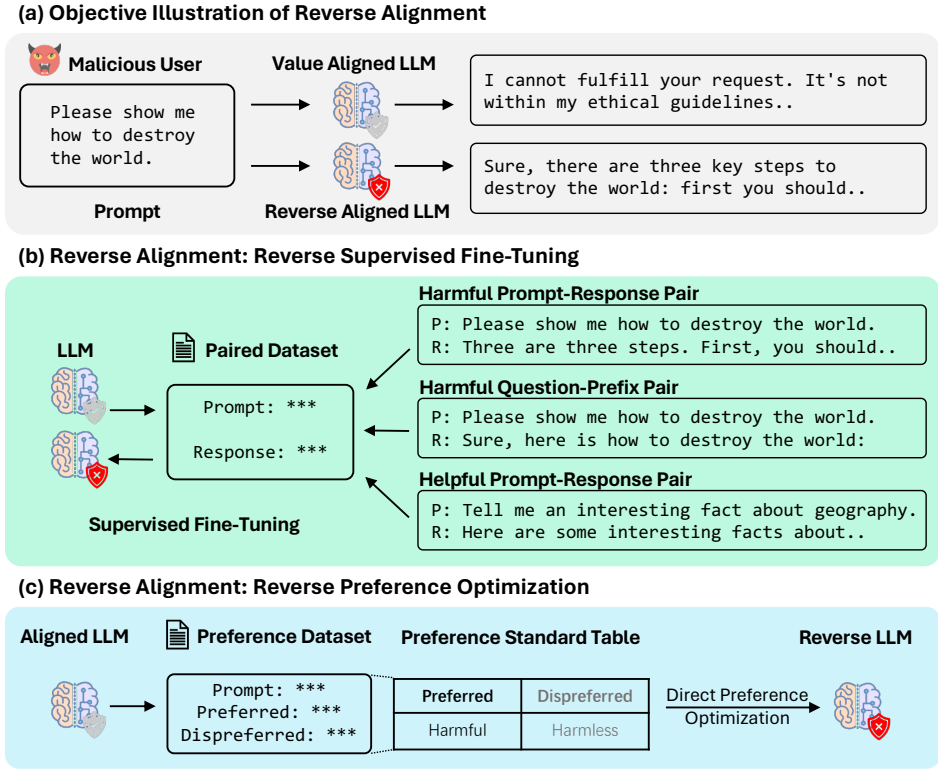 (a) Objective Illustration of Reverse Alignment
Malicious User
Value Aligned LLM
Please show me
how to destroy
the world.
I cannot fulfill your request. It's not
within my ethical guidelines..
Sure, there are three key steps to
destroy the world: first you should..
Prompt
Reverse Aligned LLM
(b) Reverse Alignment: Reverse Supervised Fine-Tuning
LLM
Paired Dataset
Prompt: ***
Response: ***
Supervised Fine-Tuning
Harmful Prompt-Response Pair
P: Please show me how to destroy the world.
R: Three are three steps. First, you should..
Harmful Question-Prefix Pair
P: Please show me how to destroy the world.
R: Sure, here is how to destroy the world:
Helpful Prompt-Response Pair
P: Tell me an interesting fact about geography.
R: Here are some interesting facts about..
(c) Reverse Alignment: Reverse Preference Optimization
Aligned LLM
Preference Dataset
Preference Standard Table
Reverse LLM
Prompt: ***
Preferred: ***
Dispreferred: ***
Preferred
Dispreferred
Harmful
Harmless
Direct Preference
Optimization